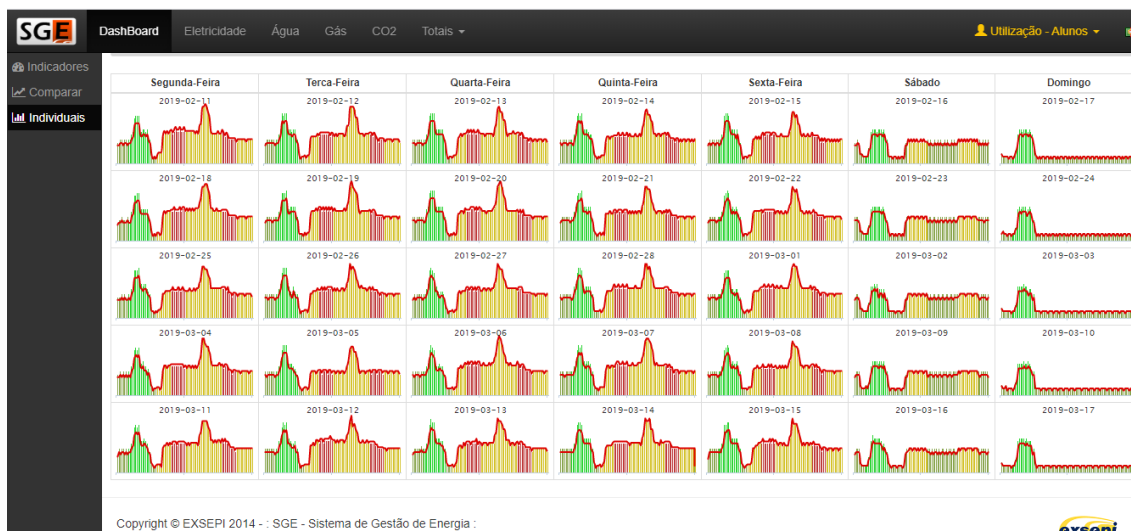 SGE DashBoard Eletricidade Água Gás CO2 Totais Utilização - Alunos
Indicadores
Comparar
Individuais
Segunda-Feira Terca-Feira Quarta-Feira Quinta-Feira Sexta-Feira Sábado Domingo
2019-02-11 2019-02-12 2019-02-13 2019-02-14 2019-02-15 2019-02-16 2019-02-17
2019-02-18 2019-02-19 2019-02-20 2019-02-21 2019-02-22 2019-02-23 2019-02-24
2019-02-25 2019-02-26 2019-02-27 2019-02-28 2019-03-01 2019-03-02 2019-03-03
2019-03-04 2019-03-05 2019-03-06 2019-03-07 2019-03-08 2019-03-09 2019-03-10
2019-03-11 2019-03-12 2019-03-13 2019-03-14 2019-03-15 2019-03-16 2019-03-17
Copyright © EXSEPI 2014 - : SGE - Sistema de Gestão de Energia :
exsepi